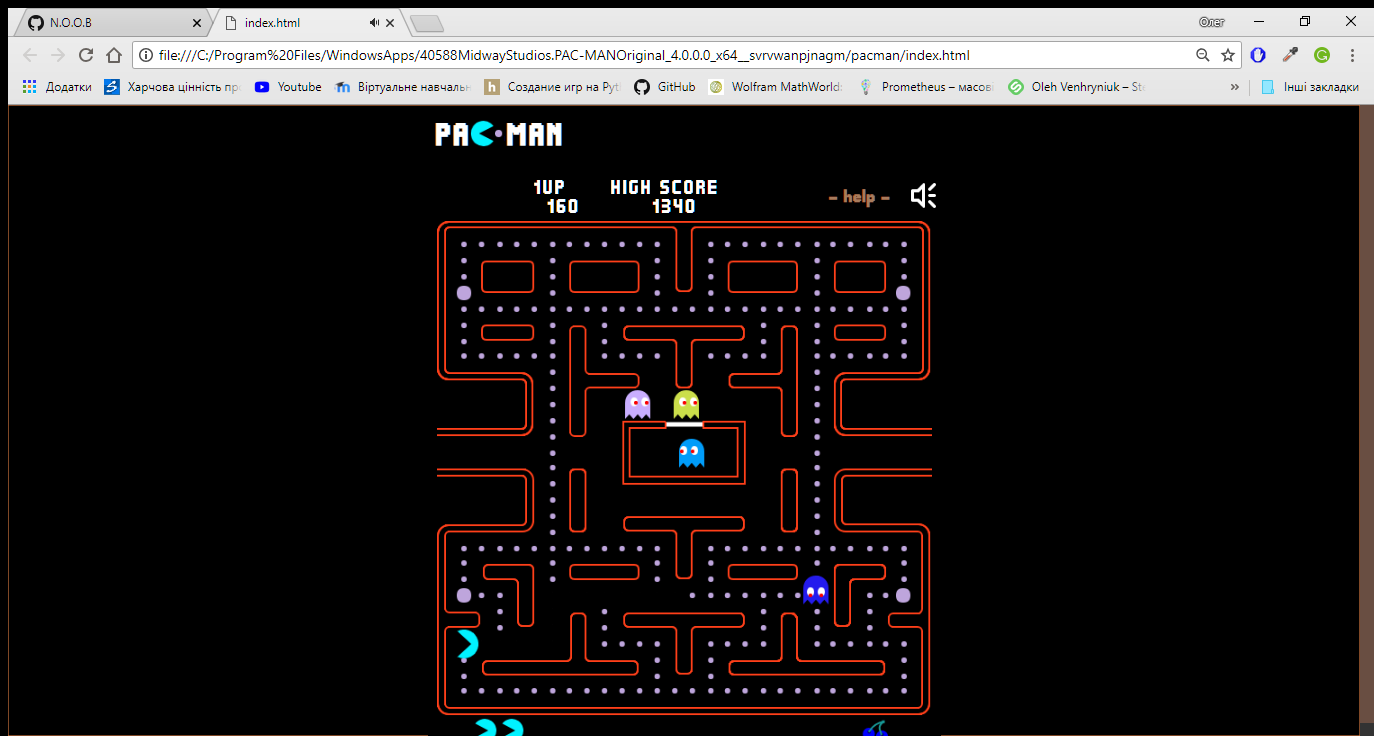 N.O.O.B
index.html
Олег
file:///C:/Program%20Files/WindowsApps/40588MidwayStudios.PAC-MANOriginal_4.0.0.0_x64__svrvwanpjnagm/pacman/index.html
Додатки
Харчова цінність пр
Youtube
Віртуальне навчаль
Создание игр на Pyt
GitHub
Wolfram MathWorld:
Prometheus – масові
Oleh Venhryniuk – St
»
Інші закладки
PAC-MAN
1UP
HIGH SCORE
160
1340
– help –